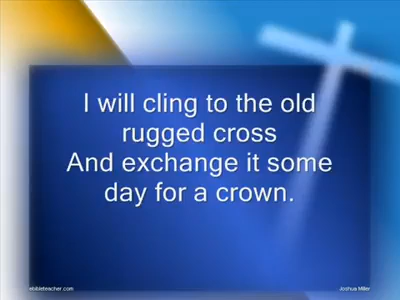 I will cling to the old
rugged cross
And exchange it some
day for a crown.
ebibleteacher.com
Joshua Miller